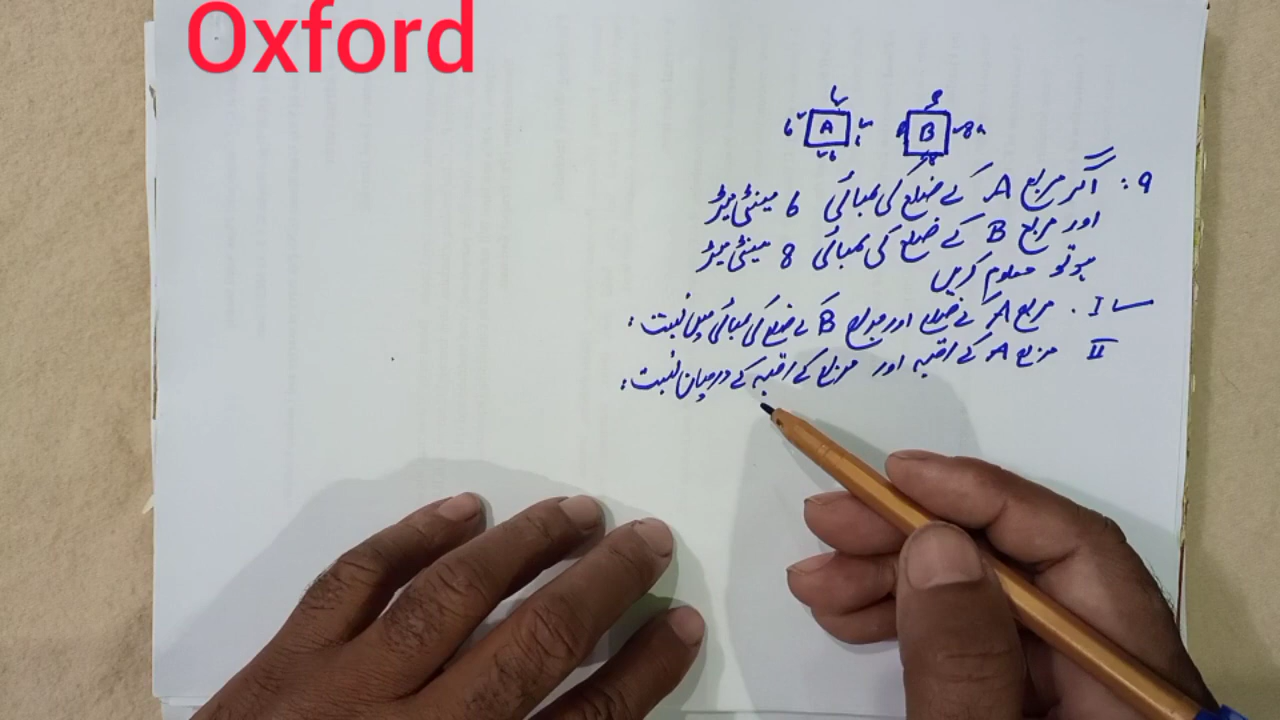 Oxford
A B
9: اگر مربع A کے ضلع کی لمبائی 6 سینٹی میٹر
اور مربع B کے ضلع کی لمبائی 8 سینٹی میٹر
ہو تو معلوم کریں
I. مربع A کے ضلع اور مربع B کے ضلع کی لمبائی میں نسبت:
II مربع A کے رقبہ اور مربع کے رقبہ کے درمیان نسبت: